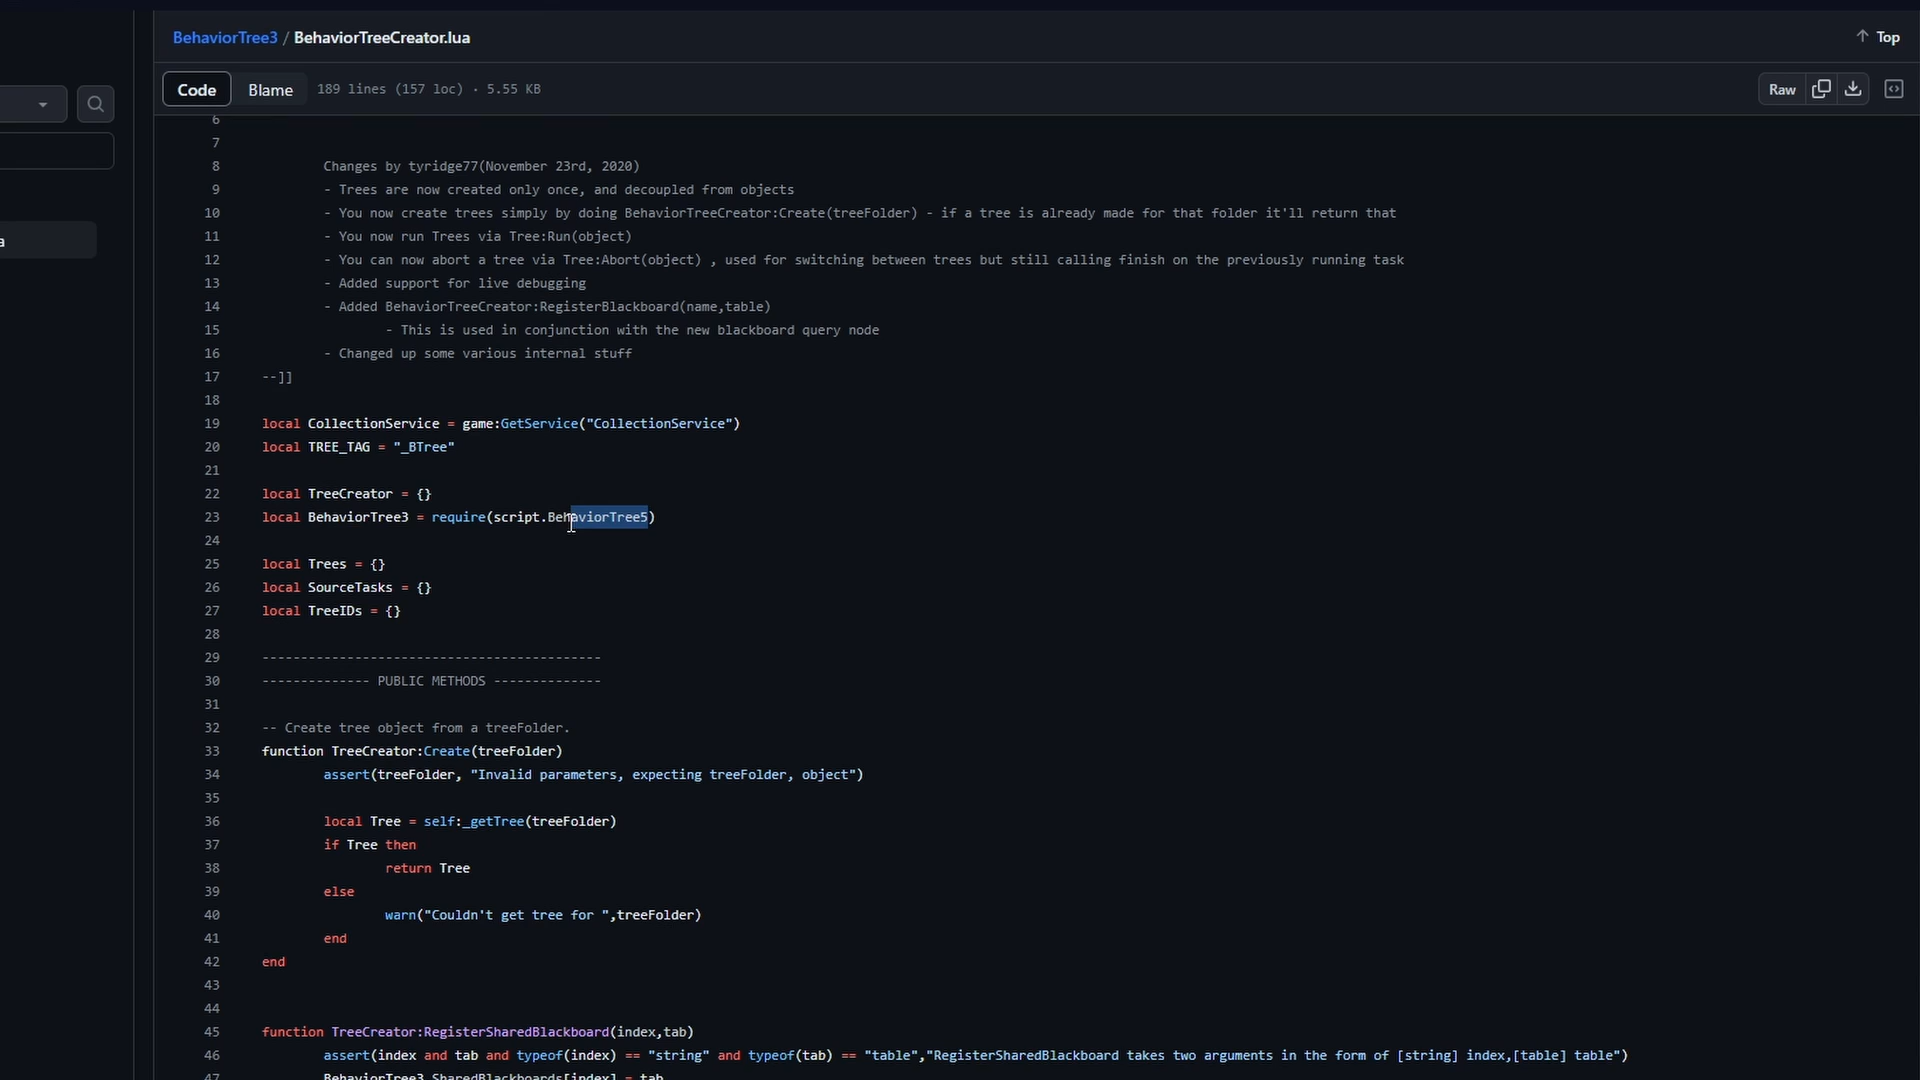 BehaviorTree3 / BehaviorTreeCreator.lua
Top
Code Blame 189 lines (157 loc) · 5.55 KB
Raw
a
6
7
8 Changes by tyridge77(November 23rd, 2020)
9 - Trees are now created only once, and decoupled from objects
10 - You now create trees simply by doing BehaviorTreeCreator:Create(treeFolder) - if a tree is already made for that folder it'll return that
11 - You now run Trees via Tree:Run(object)
12 - You can now abort a tree via Tree:Abort(object) , used for switching between trees but still calling finish on the previously running task
13 - Added support for live debugging
14 - Added BehaviorTreeCreator:RegisterBlackboard(name,table)
15 - This is used in conjunction with the new blackboard query node
16 - Changed up some various internal stuff
17 --]]
18
19 local CollectionService = game:GetService("CollectionService")
20 local TREE_TAG = "_BTree"
21
22 local TreeCreator = {}
23 local BehaviorTree3 = require(script.BehaviorTree5)
24
25 local Trees = {}
26 local SourceTasks = {}
27 local TreeIDs = {}
28
29 --------------------------------------------
30 -------------- PUBLIC METHODS --------------
31
32 -- Create tree object from a treeFolder.
33 function TreeCreator:Create(treeFolder)
34 assert(treeFolder, "Invalid parameters, expecting treeFolder, object")
35
36 local Tree = self:_getTree(treeFolder)
37 if Tree then
38 return Tree
39 else
40 warn("Couldn't get tree for ",treeFolder)
41 end
42 end
43
44
45 function TreeCreator:RegisterSharedBlackboard(index,tab)
46 assert(index and tab and typeof(index) == "string" and typeof(tab) == "table","RegisterSharedBlackboard takes two arguments in the form of [string] index,[table] table")
47 BehaviorTree3.SharedBlackboards[index] = tab